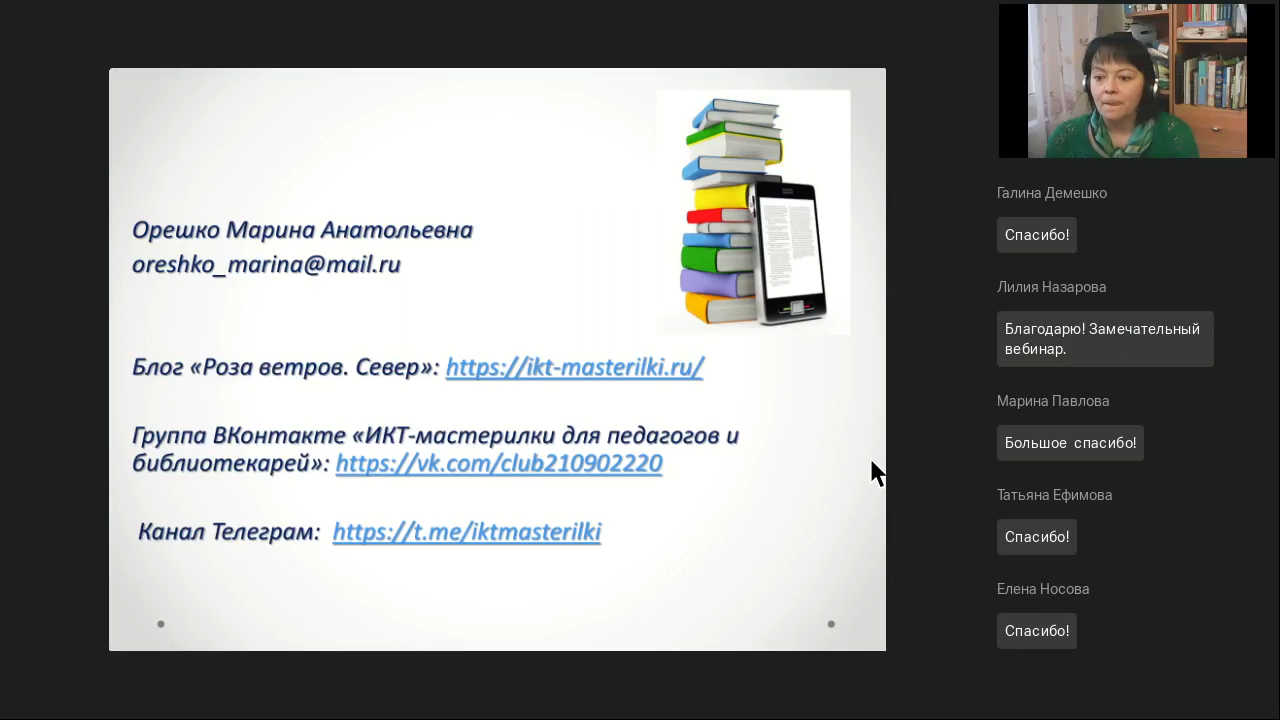 Орешко Марина Анатольевна
oreshko_marina@mail.ru
Блог «Роза ветров. Север»: https://ikt-masterilki.ru/
Группа ВКонтакте «ИКТ-мастерилки для педагогов и
библиотекарей»: https://vk.com/club210902220
Канал Телеграм: https://t.me/iktmasterilki
Галина Демешко
Спасибо!
Лилия Назарова
Благодарю! Замечательный
вебинар.
Марина Павлова
Большое спасибо!
Татьяна Ефимова
Спасибо!
Елена Носова
Спасибо!